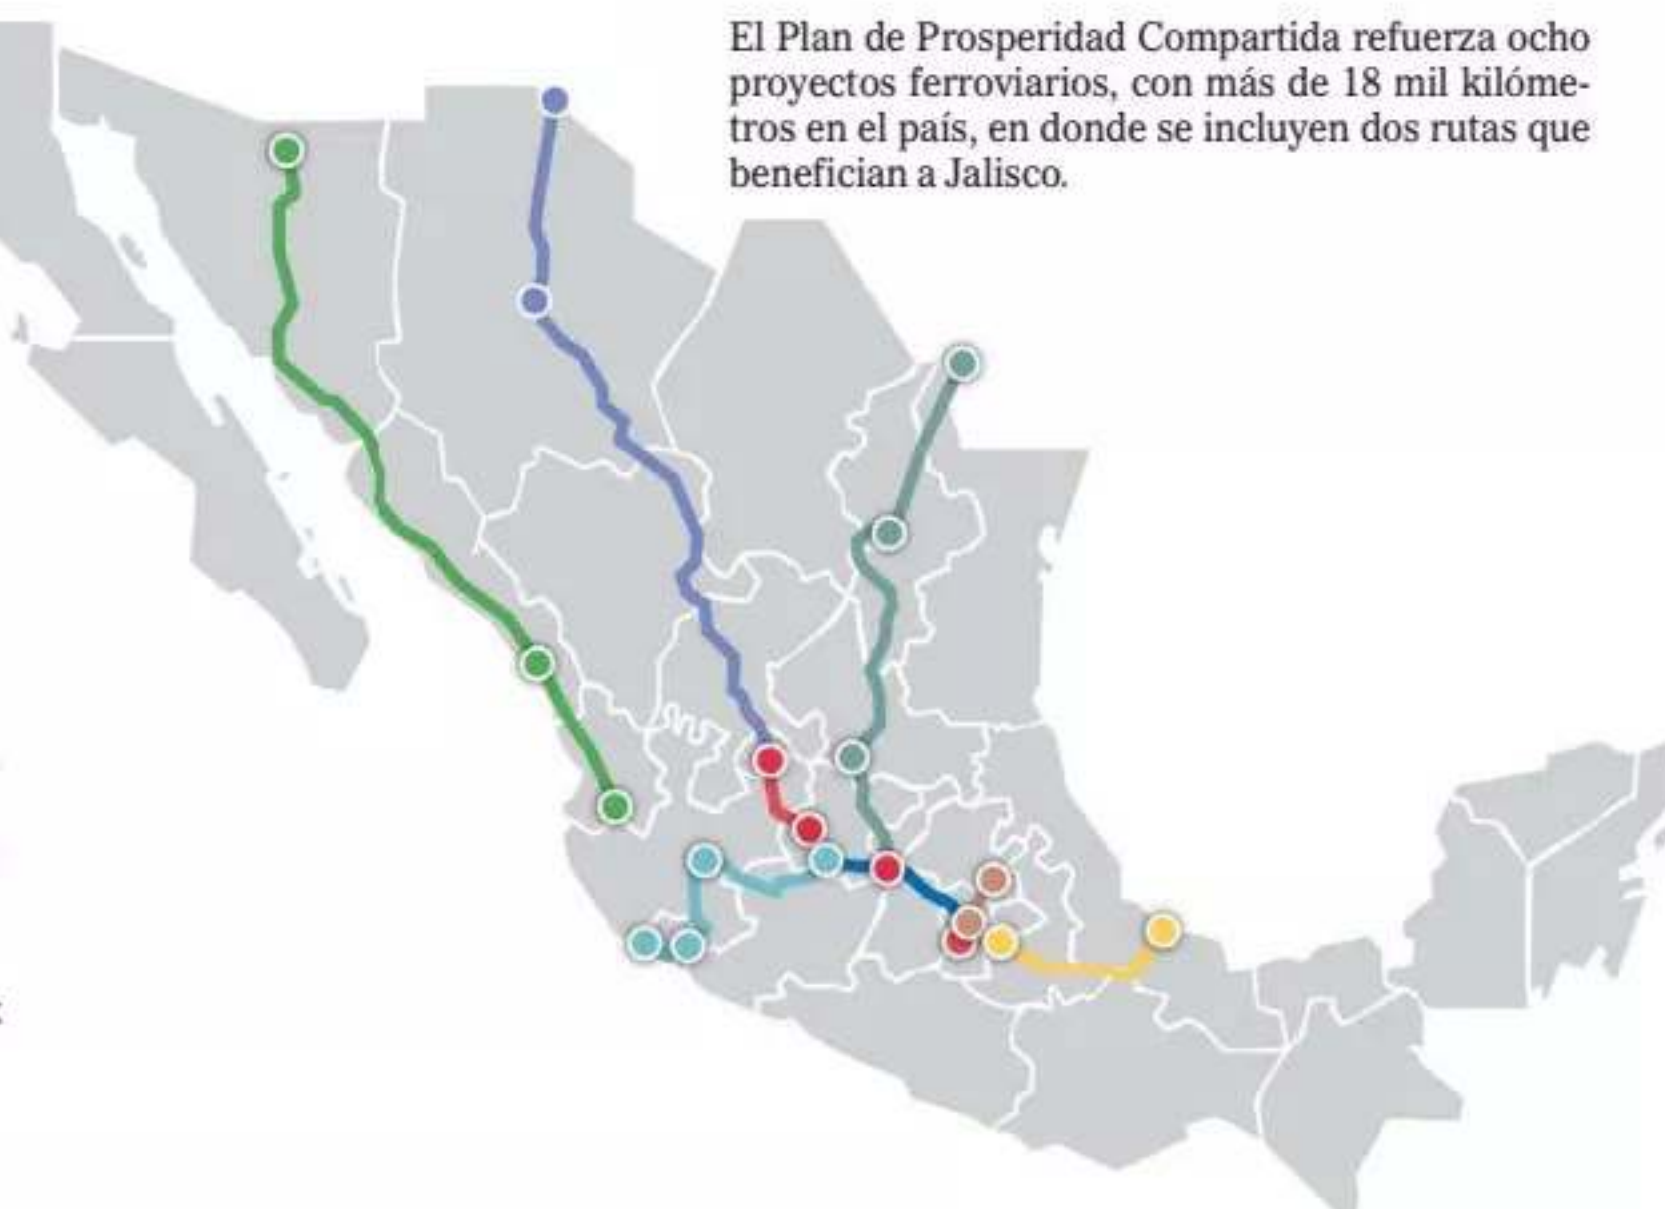 El Plan de Prosperidad Compartida refuerza ocho
proyectos ferroviarios, con más de 18 mil kilóme-
tros en el país, en donde se incluyen dos rutas que
benefician a Jalisco.